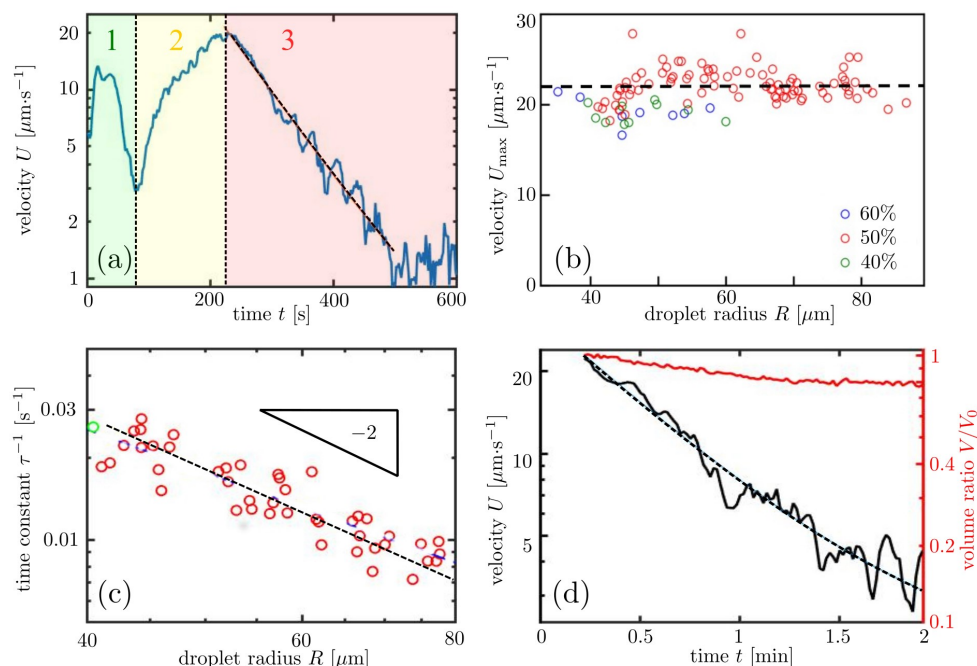 1 2 3
20
10
5
2
1
velocity U [μm·s⁻¹]
(a)
0 200 400 600
time t [s]
30
20
10
0
velocity Umax [μm·s⁻¹]
60%
50%
40%
(b)
40 60 80
droplet radius R [μm]
0.03
0.01
time constant τ⁻¹ [s⁻¹]
−2
(c)
40 60 80
droplet radius R [μm]
20
10
5
velocity U [μm·s⁻¹]
1
0.4
0.2
0.1
volume ratio V/V₀
(d)
0 0.5 1 1.5 2
time t [min]